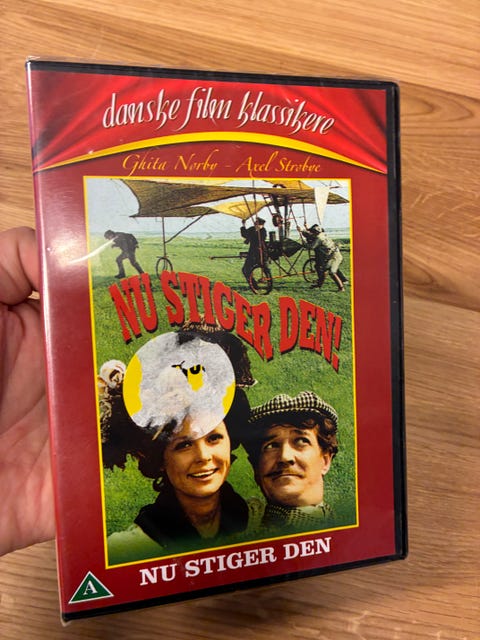 danske film klassikere
Ghita Nørby - Axel Strøbye
NU STIGER DEN!
NU STIGER DEN
A